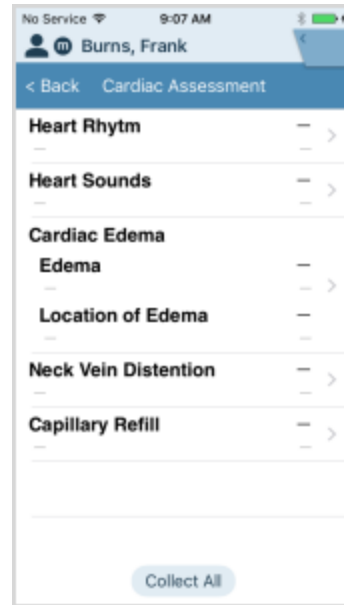 No Service 9:07 AM
m Burns, Frank
< Back Cardiac Assessment
Heart Rhytm —
— —
Heart Sounds —
— —
Cardiac Edema
Edema —
— —
Location of Edema —
— —
Neck Vein Distention —
— —
Capillary Refill —
— —
Collect All